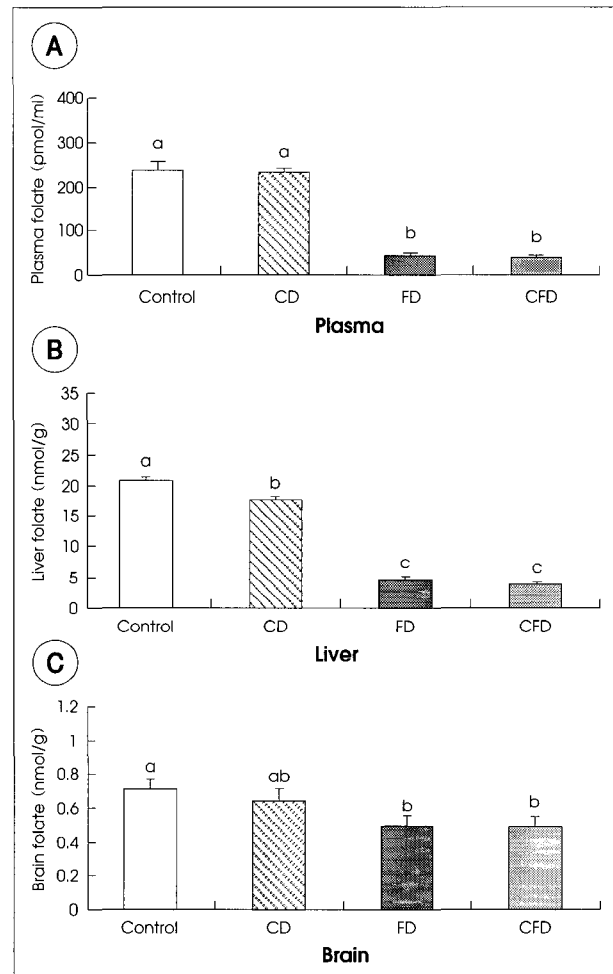 A
Plasma folate (pmol/ml)
400
300
200
100
0
a
a
b
b
Control CD FD CFD
Plasma
B
Liver folate (nmol/g)
35
30
25
20
15
10
5
0
a
b
c
c
Control CD FD CFD
Liver
C
Brain folate (nmol/g)
1.2
1
0.8
0.6
0.4
0.2
0
a
ab
b
b
Control CD FD CFD
Brain